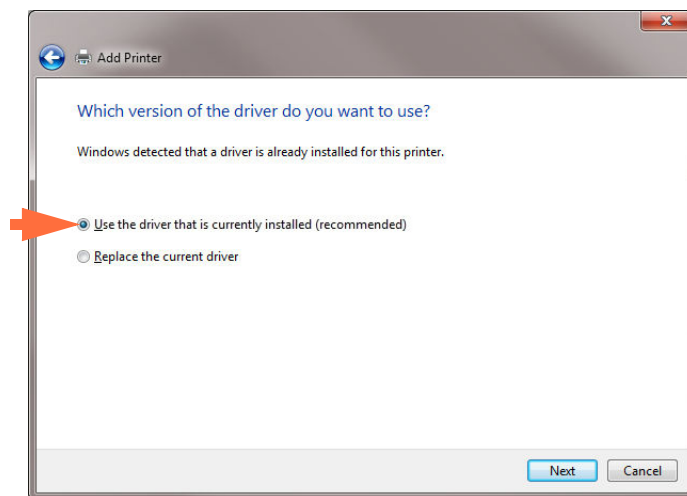 Add Printer
Which version of the driver do you want to use?
Windows detected that a driver is already installed for this printer.
Use the driver that is currently installed (recommended)
Replace the current driver
Next Cancel